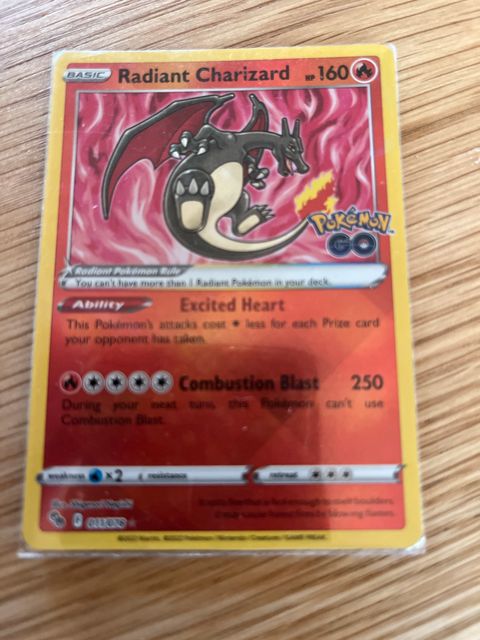 BASIC Radiant Charizard HP 160
POKÉMON
GO
Radiant Pokémon Rule
You can't have more than 1 Radiant Pokémon in your deck.
Ability Excited Heart
This Pokémon's attacks cost less for each Prize card
your opponent has taken.
Combustion Blast 250
During your next turn, this Pokémon can't use
Combustion Blast.
weakness ×2 resistance retreat
011/078